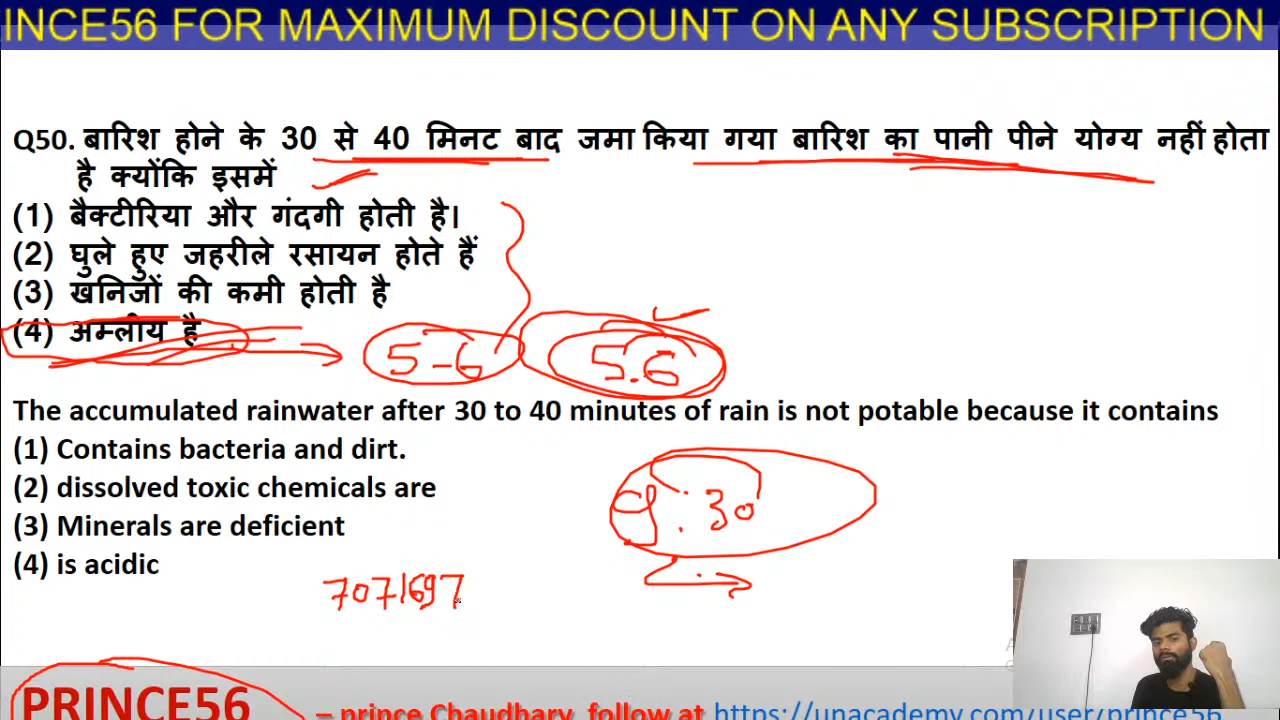 INCE56 FOR MAXIMUM DISCOUNT ON ANY SUBSCRIPTION
Q50. बारिश होने के 30 से 40 मिनट बाद जमा किया गया बारिश का पानी पीने योग्य नहीं होता
है क्योंकि इसमें
(1) बैक्टीरिया और गंदगी होती है।
(2) घुले हुए जहरीले रसायन होते हैं
(3) खनिजों की कमी होती है
(4) अम्लीय है
5-6 5.6
The accumulated rainwater after 30 to 40 minutes of rain is not potable because it contains
(1) Contains bacteria and dirt.
(2) dissolved toxic chemicals are
(3) Minerals are deficient
(4) is acidic
: 30
7071697
PRINCE56
– prince Chaudhary follow at https://unacademy.com/user/prince56